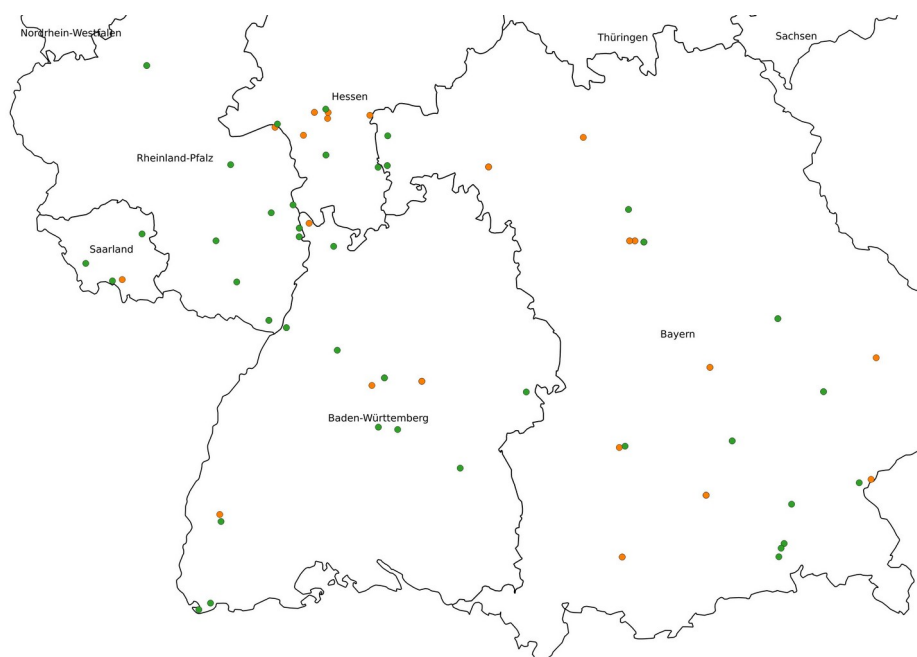 Nordrhein-Westfalen
Thüringen
Sachsen
Hessen
Rheinland-Pfalz
Saarland
Bayern
Baden-Württemberg